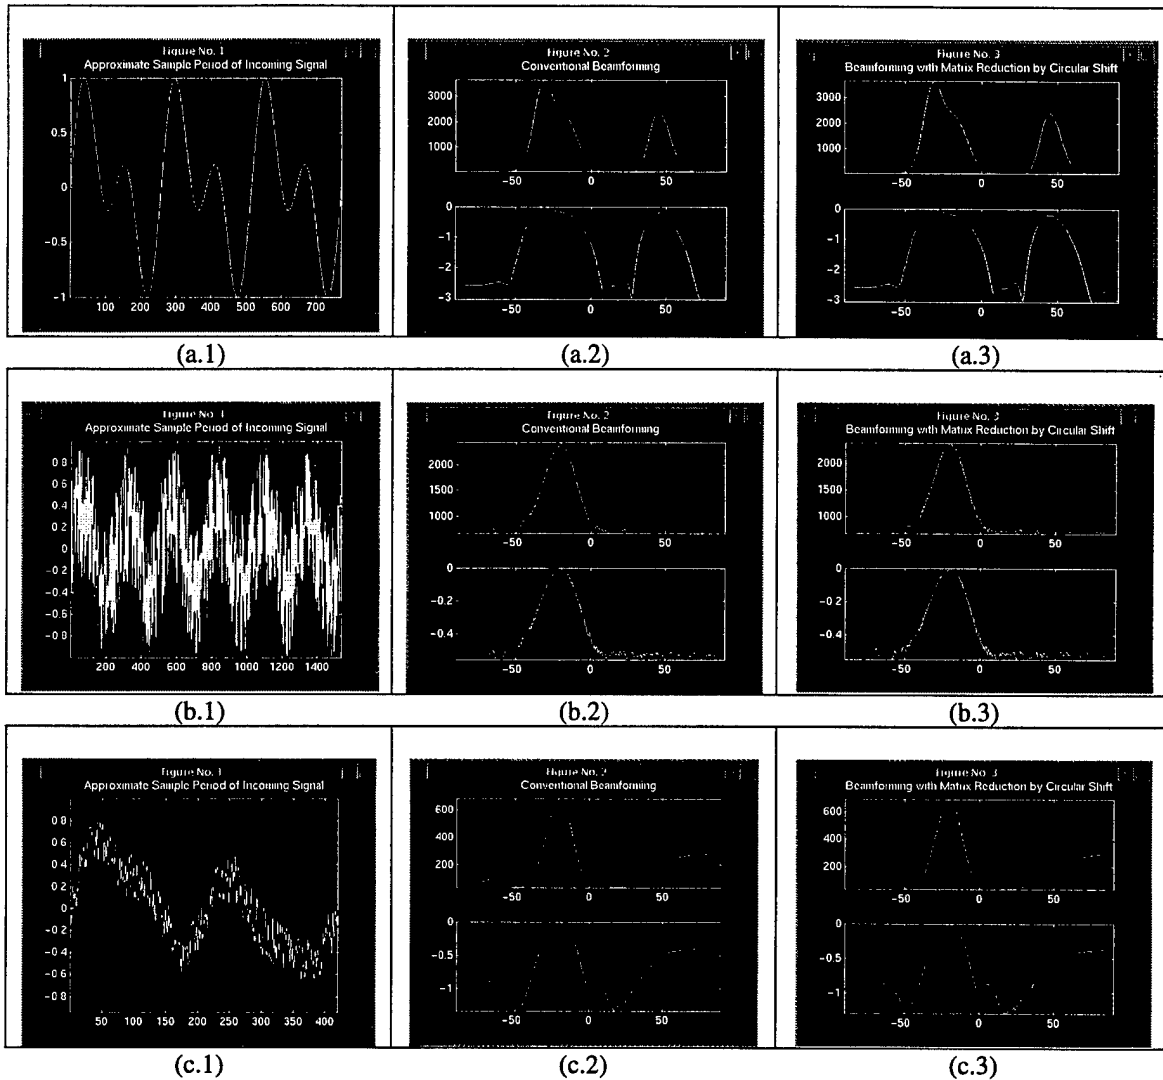 Figure No. 1
Approximate Sample Period of Incoming Signal
1
0.5
0
-0.5
-1
100 200 300 400 500 600 700
(a.1)
Figure No. 2
Conventional Beamforming
3000
2000
1000
-50 0 50
0
-1
-2
-3
-50 0 50
(a.2)
Figure No. 3
Beamforming with Matrix Reduction by Circular Shift
3000
2000
1000
-50 0 50
0
-1
-2
-3
-50 0 50
(a.3)
Figure No. 1
Approximate Sample Period of Incoming Signal
0.8
0.6
0.4
0.2
0
-0.2
-0.4
-0.6
-0.8
200 400 600 800 1000 1200 1400
(b.1)
Figure No. 2
Conventional Beamforming
2000
1500
1000
-50 0 50
0
-0.2
-0.4
-50 0 50
(b.2)
Figure No. 3
Beamforming with Matrix Reduction by Circular Shift
2000
1500
1000
-50 0 50
0
-0.2
-0.4
-50 0 50
(b.3)
Figure No. 1
Approximate Sample Period of Incoming Signal
0.8
0.6
0.4
0.2
0
-0.2
-0.4
-0.6
-0.8
50 100 150 200 250 300 350 400
(c.1)
Figure No. 2
Conventional Beamforming
600
400
200
-50 0 50
0
-0.5
-1
-50 0 50
(c.2)
Figure No. 3
Beamforming with Matrix Reduction by Circular Shift
600
400
200
-50 0 50
0
-0.5
-1
-50 0 50
(c.3)